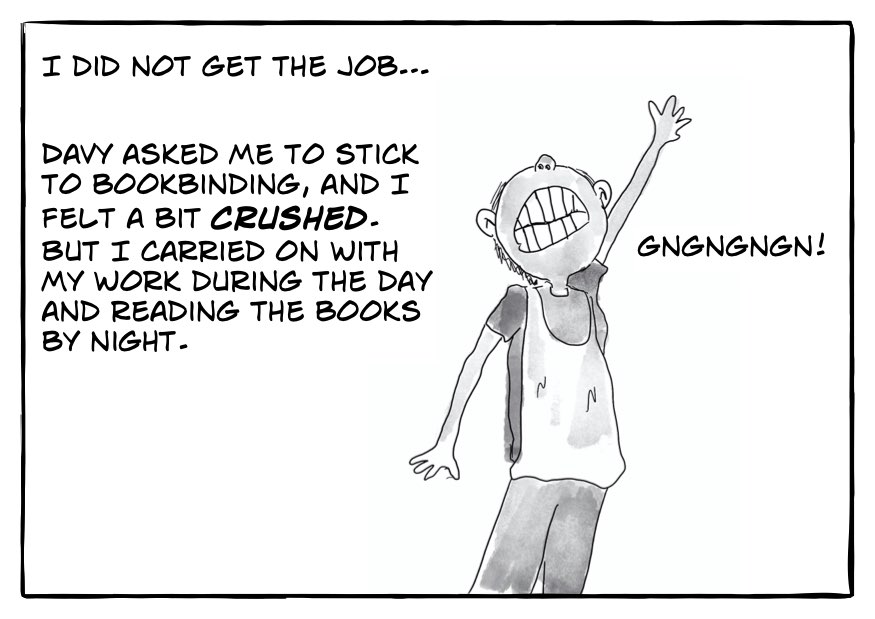 I DID NOT GET THE JOB...
DAVY ASKED ME TO STICK
TO BOOKBINDING, AND I
FELT A BIT CRUSHED.
BUT I CARRIED ON WITH
MY WORK DURING THE DAY
AND READING THE BOOKS
BY NIGHT.
GNGNGNGN!